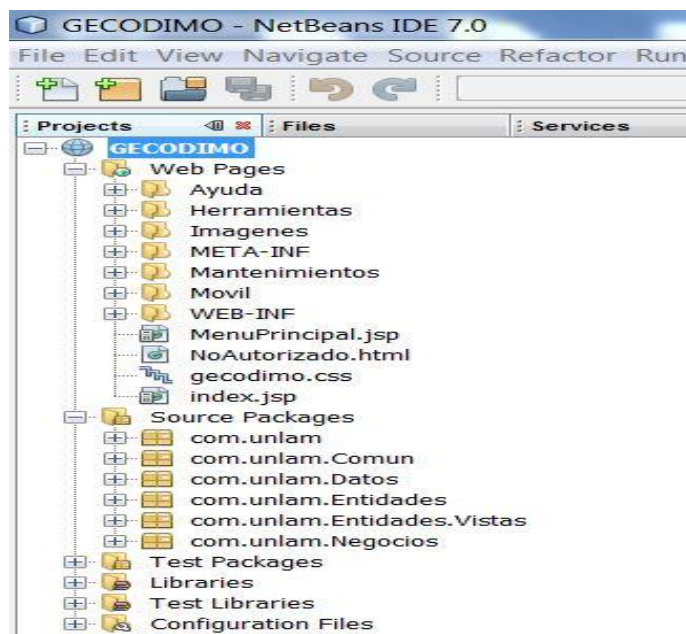 GECODIMO - NetBeans IDE 7.0
File Edit View Navigate Source Refactor Run
Projects Files Services
GECODIMO
Web Pages
Ayuda
Herramientas
Imagenes
META-INF
Mantenimientos
Movil
WEB-INF
MenuPrincipal.jsp
NoAutorizado.html
gecodimo.css
index.jsp
Source Packages
com.unlam
com.unlam.Comun
com.unlam.Datos
com.unlam.Entidades
com.unlam.Entidades.Vistas
com.unlam.Negocios
Test Packages
Libraries
Test Libraries
Configuration Files